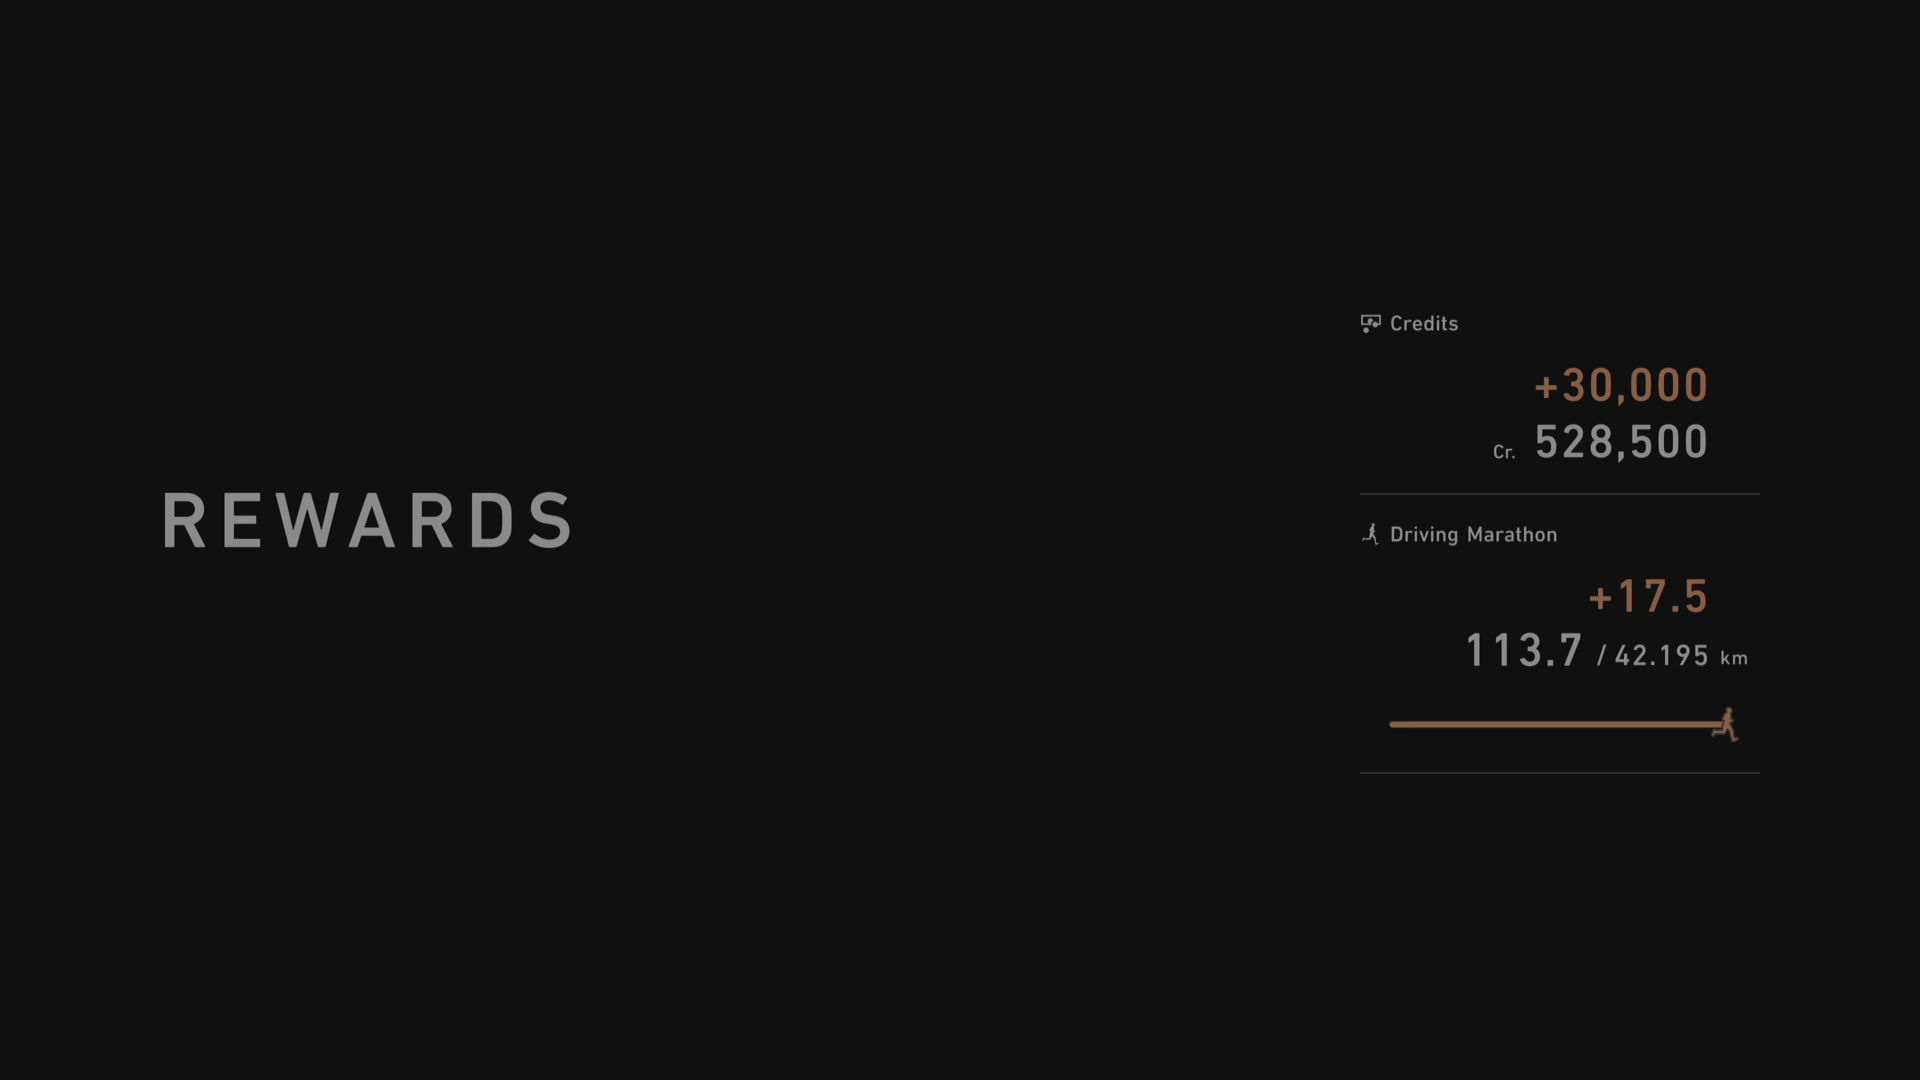 REWARDS
Credits
+30,000
Cr. 528,500
Driving Marathon
+17.5
113.7 / 42.195 km